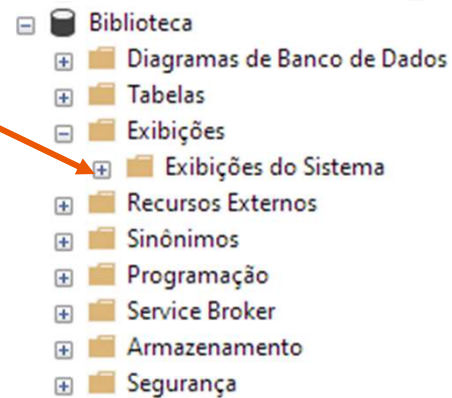 Biblioteca
Diagramas de Banco de Dados
Tabelas
Exibições
Exibições do Sistema
Recursos Externos
Sinônimos
Programação
Service Broker
Armazenamento
Segurança